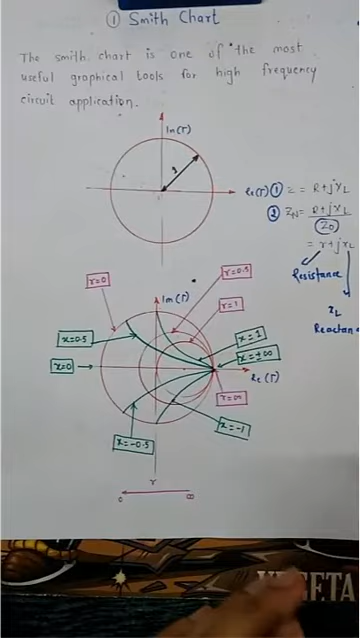 ① Smith Chart
The smith chart is one of the most
useful graphical tools for high frequency
circuit application.
Im(Γ)
1
Re(Γ)
① Z = R+jXL
② ZN = R+jXL
Z0
= r+jxL
Resistance
xL
Reactan
Im(Γ)
r=0
r=0.5
r=1
x=0.5
x=1
x=0
x=±∞
Re(Γ)
r=∞
x=-0.5
x=-1
r
0
∞
VEGETA